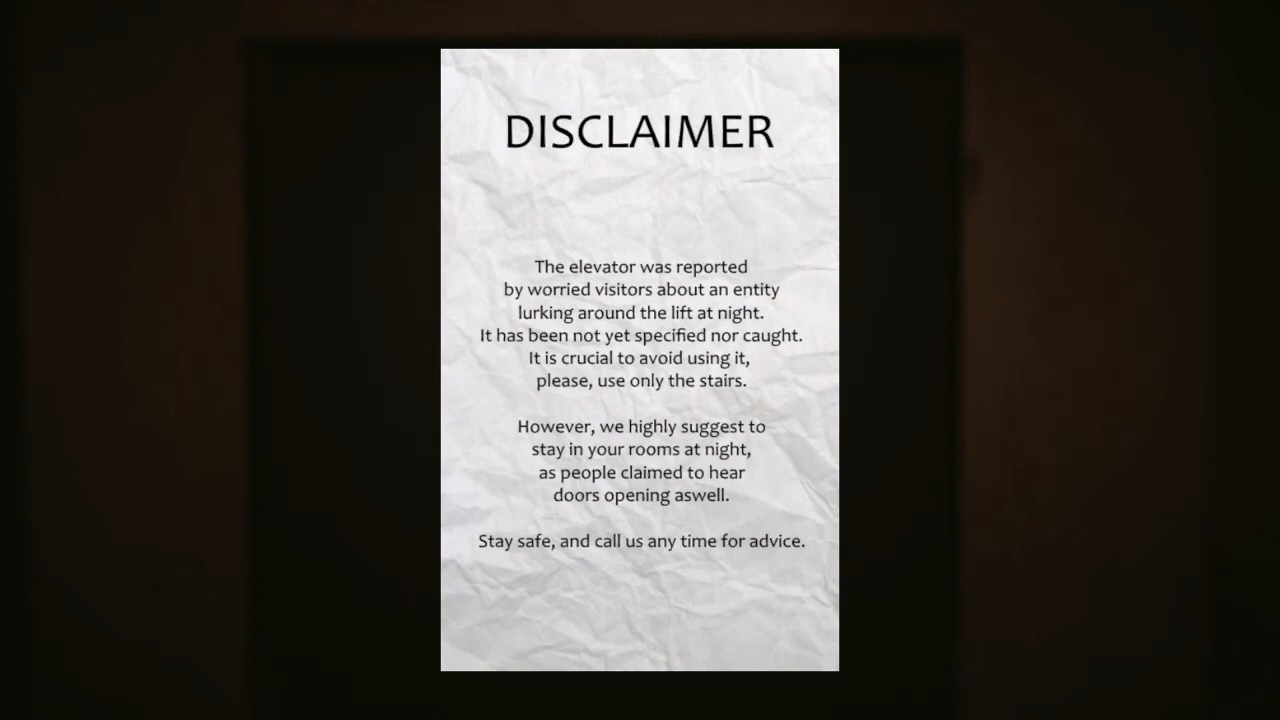 DISCLAIMER
The elevator was reported
by worried visitors about an entity
lurking around the lift at night.
It has been not yet specified nor caught.
It is crucial to avoid using it,
please, use only the stairs.
However, we highly suggest to
stay in your rooms at night,
as people claimed to hear
doors opening aswell.
Stay safe, and call us any time for advice.